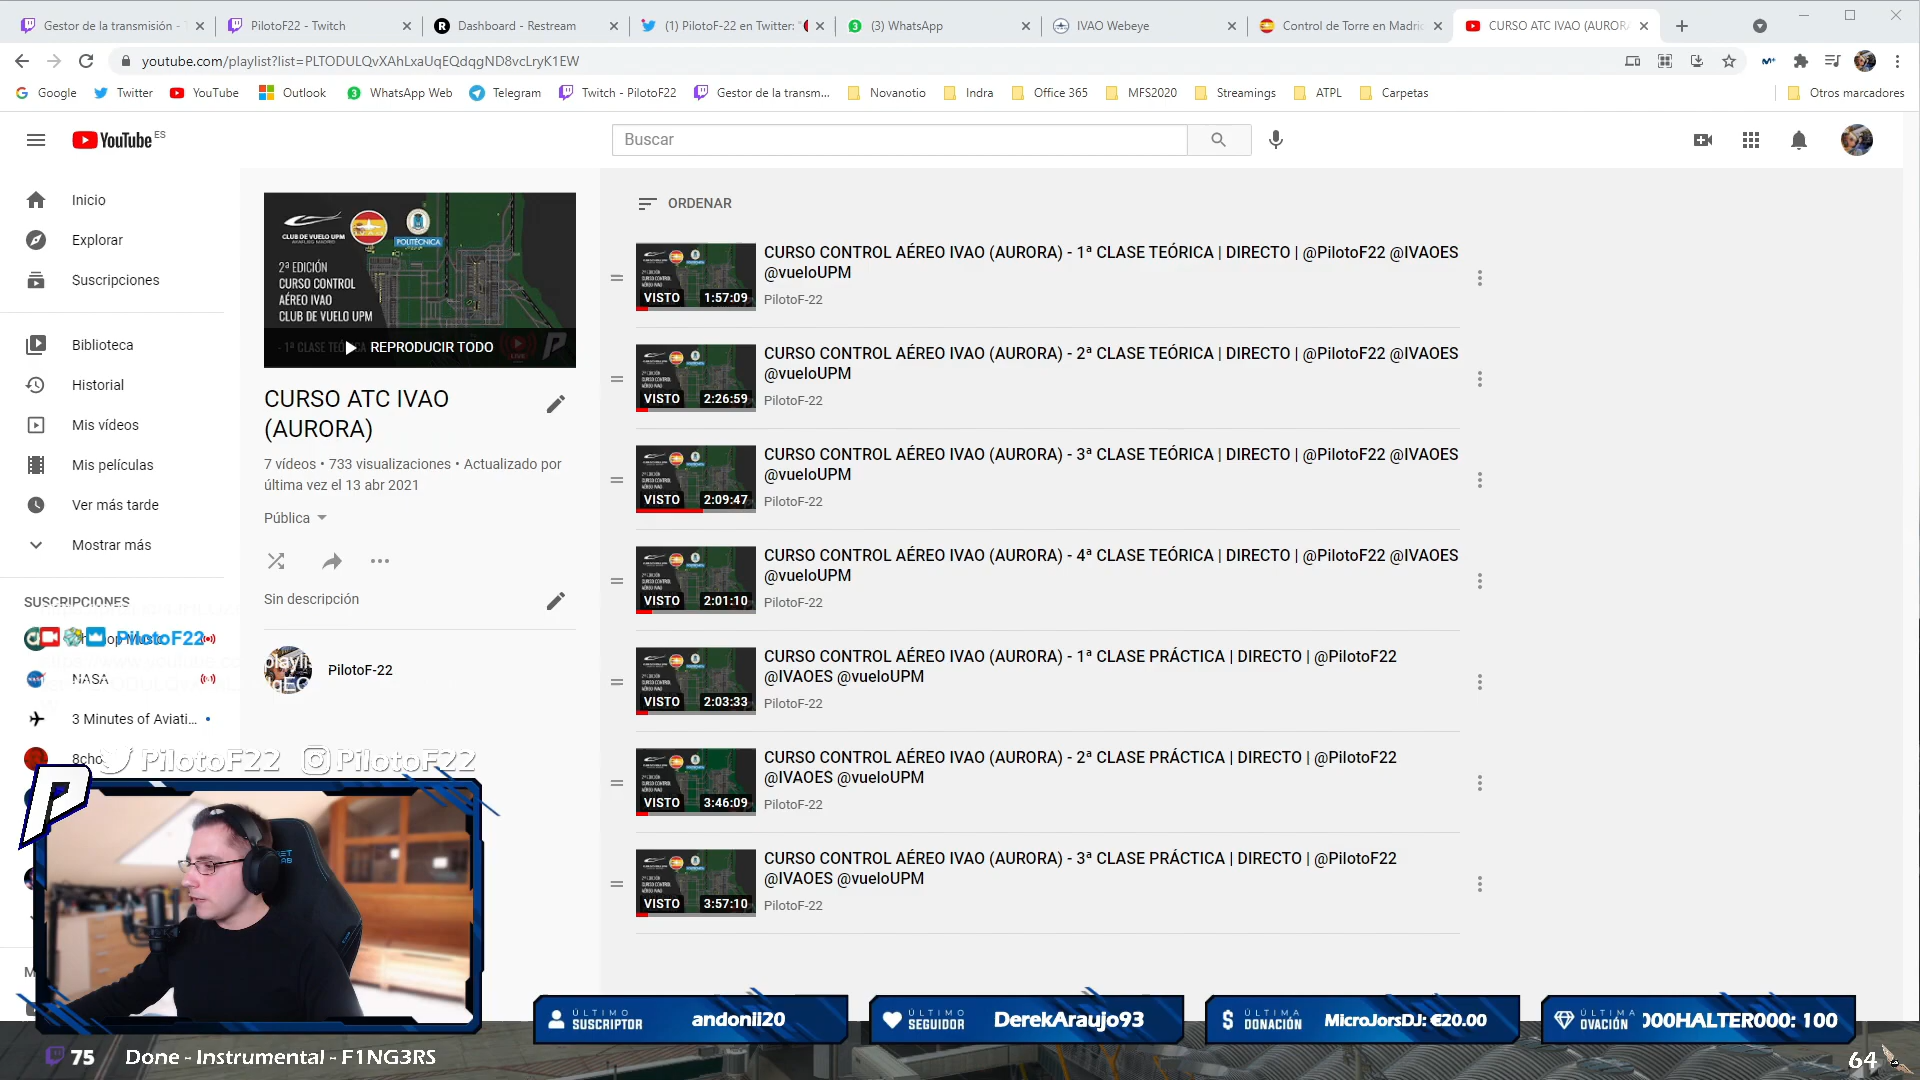 Gestor de la transmisión -
PilotoF22 - Twitch
Dashboard - Restream
(1) PilotoF-22 en Twitter: "
(3) WhatsApp
IVAO Webeye
Control de Torre en Madri
CURSO ATC IVAO (AUROR
youtube.com/playlist?list=PLTODULQvXAhLxaUqEQdqgND8vcLryK1EW
Google
Twitter
YouTube
Outlook
WhatsApp Web
Telegram
Twitch - PilotoF22
Gestor de la transm...
Novanotio
Indra
Office 365
MFS2020
Streamings
ATPL
Carpetas
Otros marcadores
YouTube ES
Buscar
Inicio
Explorar
Suscripciones
Biblioteca
Historial
Mis vídeos
Mis películas
Ver más tarde
Mostrar más
SUSCRIPCIONES
PilotoF22
NASA
3 Minutes of Aviati...
8cho
CLUB DE VUELO UPM
POLITÉCNICA
2ª EDICIÓN
CURSO CONTROL
AÉREO IVAO
CLUB DE VUELO UPM
REPRODUCIR TODO
CURSO ATC IVAO
(AURORA)
7 vídeos • 733 visualizaciones • Actualizado por
última vez el 13 abr 2021
Pública
Sin descripción
PilotoF-22
ORDENAR
CURSO CONTROL AÉREO IVAO (AURORA) - 1ª CLASE TEÓRICA | DIRECTO | @PilotoF22 @IVAOES
@vueloUPM
VISTO 1:57:09
PilotoF-22
CURSO CONTROL AÉREO IVAO (AURORA) - 2ª CLASE TEÓRICA | DIRECTO | @PilotoF22 @IVAOES
@vueloUPM
VISTO 2:26:59
PilotoF-22
CURSO CONTROL AÉREO IVAO (AURORA) - 3ª CLASE TEÓRICA | DIRECTO | @PilotoF22 @IVAOES
@vueloUPM
VISTO 2:09:47
PilotoF-22
CURSO CONTROL AÉREO IVAO (AURORA) - 4ª CLASE TEÓRICA | DIRECTO | @PilotoF22 @IVAOES
@vueloUPM
VISTO 2:01:10
PilotoF-22
CURSO CONTROL AÉREO IVAO (AURORA) - 1ª CLASE PRÁCTICA | DIRECTO | @PilotoF22
@IVAOES @vueloUPM
VISTO 2:03:33
PilotoF-22
CURSO CONTROL AÉREO IVAO (AURORA) - 2ª CLASE PRÁCTICA | DIRECTO | @PilotoF22
@IVAOES @vueloUPM
VISTO 3:46:09
PilotoF-22
CURSO CONTROL AÉREO IVAO (AURORA) - 3ª CLASE PRÁCTICA | DIRECTO | @PilotoF22
@IVAOES @vueloUPM
VISTO 3:57:10
PilotoF-22
PilotoF22
PilotoF22
ÚLTIMO
SUSCRIPTOR
andonii20
ÚLTIMO
SEGUIDOR
DerekAraujo93
ÚLTIMA
DONACIÓN
MicroJorsDJ: €20.00
ÚLTIMA
OVACIÓN
000HALTER000: 100
75
Done - Instrumental - F1NG3RS
64